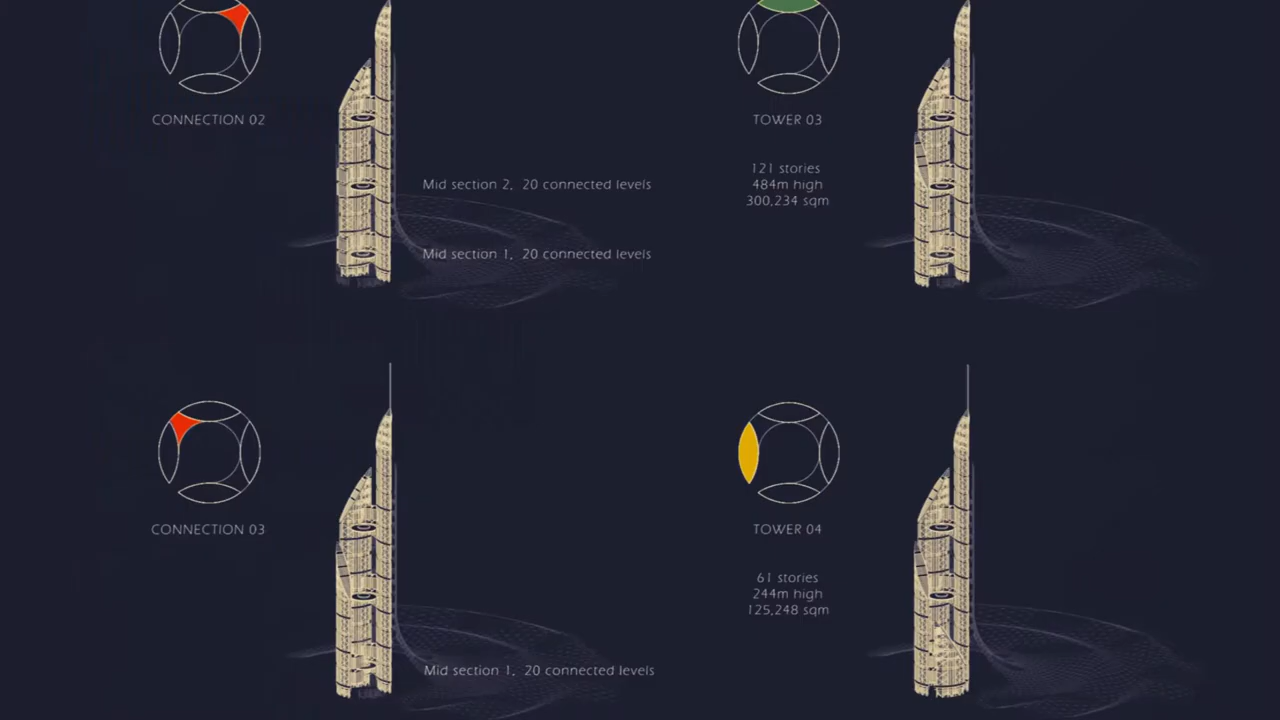 CONNECTION 02
Mid section 2, 20 connected levels
Mid section 1, 20 connected levels
TOWER 03
121 stories
484m high
300,234 sqm
CONNECTION 03
Mid section 1, 20 connected levels
TOWER 04
61 stories
244m high
125,248 sqm